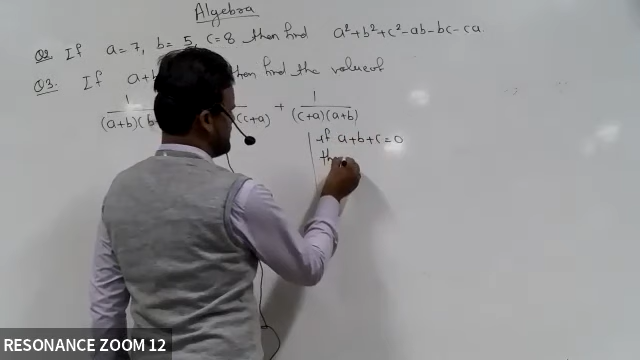 Algebra
Q2 If a=7, b=5, c=8 then find a²+b²+c²-ab-bc-ca.
Q3: If a+b then find the value of
1/(a+b)(b (c+a) + 1/(c+a)(a+b)
if a+b+c=0
th
RESONANCE ZOOM 12